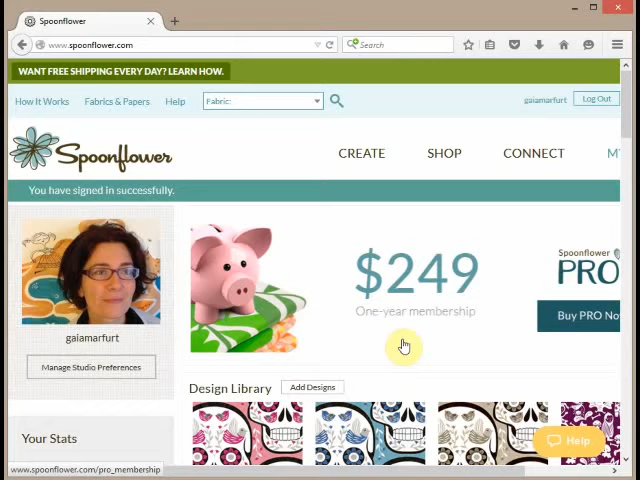 Spoonflower
www.spoonflower.com
Search
WANT FREE SHIPPING EVERY DAY? LEARN HOW.
How It Works Fabrics & Papers Help Fabric: gaiamarfurt Log Out
Spoonflower CREATE SHOP CONNECT M
You have signed in successfully.
$249
One-year membership
Spoonflower
PRO
Buy PRO No
gaiamarfurt
Manage Studio Preferences
Design Library Add Designs
Your Stats
Help
www.spoonflower.com/pro_membership